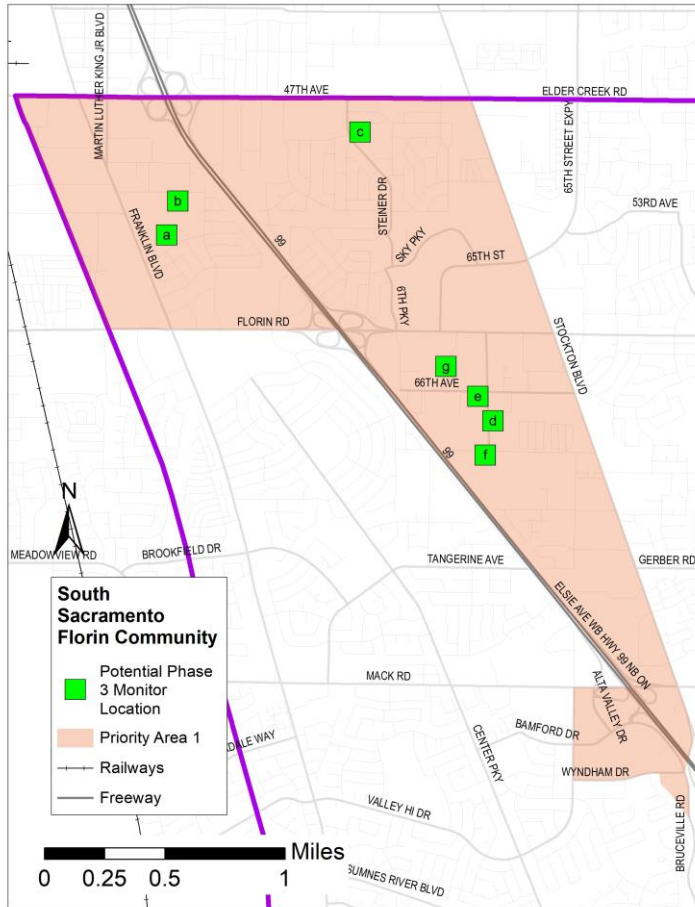 47TH AVE
ELDER CREEK RD
MARTIN LUTHER KING JR BLVD
65TH STREET EXPY
c
STEINER DR
b
53RD AVE
a
FRANKLIN BLVD
99
SKY PKY
65TH ST
6TH PKY
FLORIN RD
STOCKTON BLVD
g
66TH AVE
e
d
f
99
N
MEADOWVIEW RD
BROOKFIELD DR
TANGERINE AVE
GERBER RD
ELSIE AVE WB HWY 99 NB ON
South
Sacramento
Florin Community
Potential Phase
3 Monitor
Location
Priority Area 1
Railways
Freeway
MACK RD
ALTA VALLEY DR
BAMFORD DR
CENTER PKY
DALE WAY
WYNDHAM DR
VALLEY HI DR
BRUCEVILLE RD
SUMNES RIVER BLVD
Miles
0 0.25 0.5 1